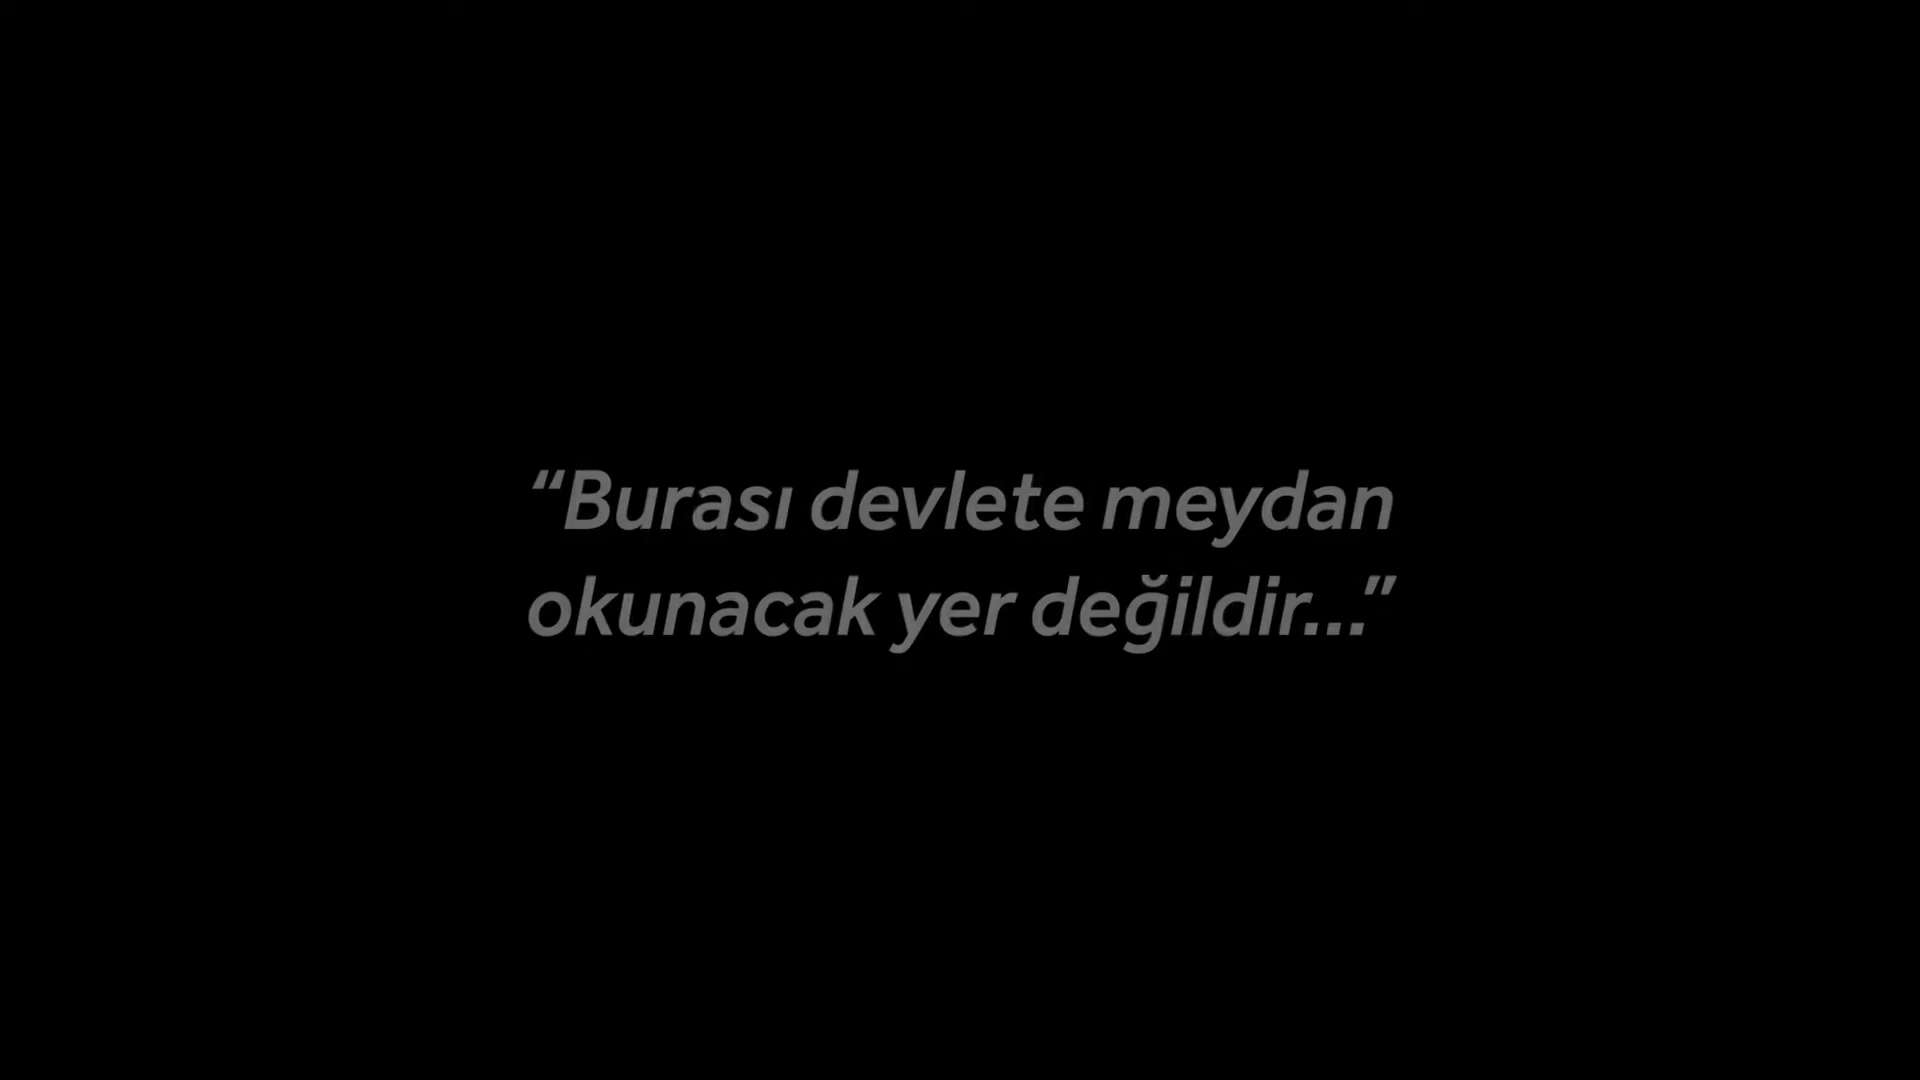 “Burası devlete meydan
okunacak yer değildir...”